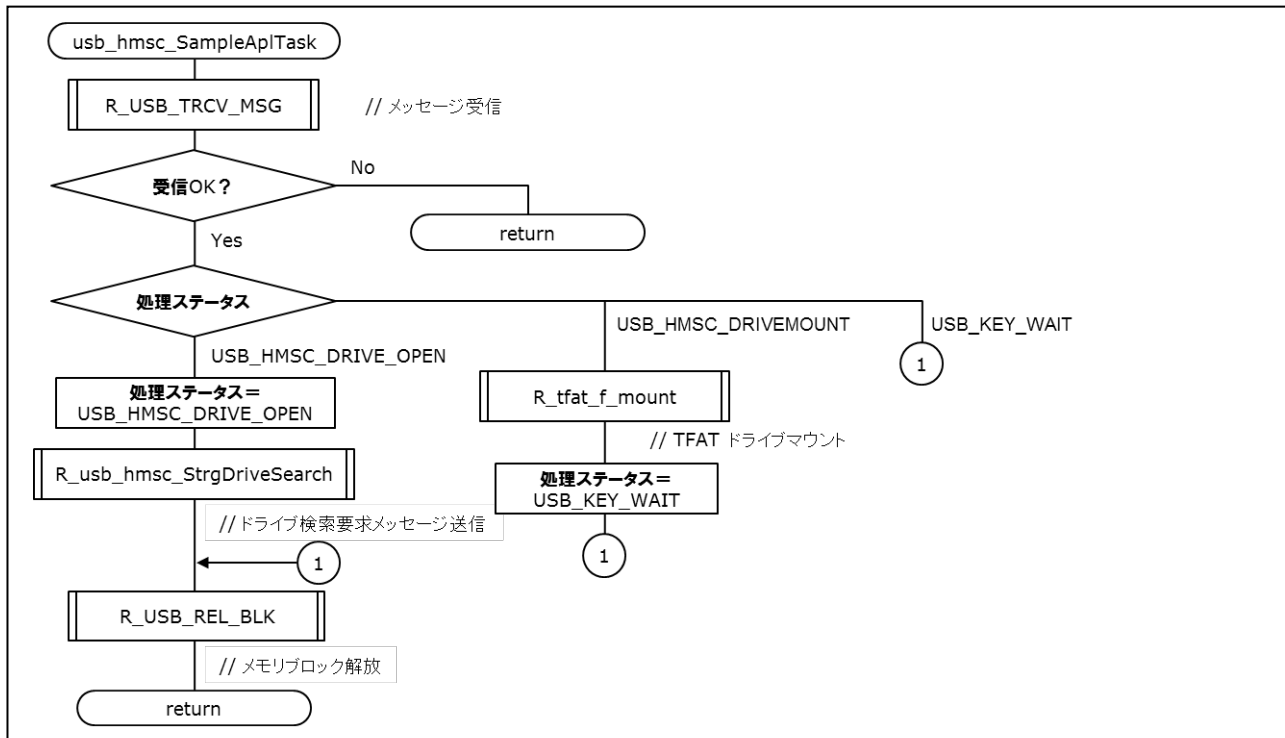 usb_hmsc_SampleAplTask
R_USB_TRCV_MSG
// メッセージ受信
受信OK？
No
return
Yes
処理ステータス
USB_HMSC_DRIVE_OPEN
USB_HMSC_DRIVEMOUNT
USB_KEY_WAIT
1
処理ステータス＝
USB_HMSC_DRIVE_OPEN
R_tfat_f_mount
// TFAT ドライブマウント
R_usb_hmsc_StrgDriveSearch
処理ステータス＝
USB_KEY_WAIT
// ドライブ検索要求メッセージ送信
1
1
R_USB_REL_BLK
// メモリブロック解放
return